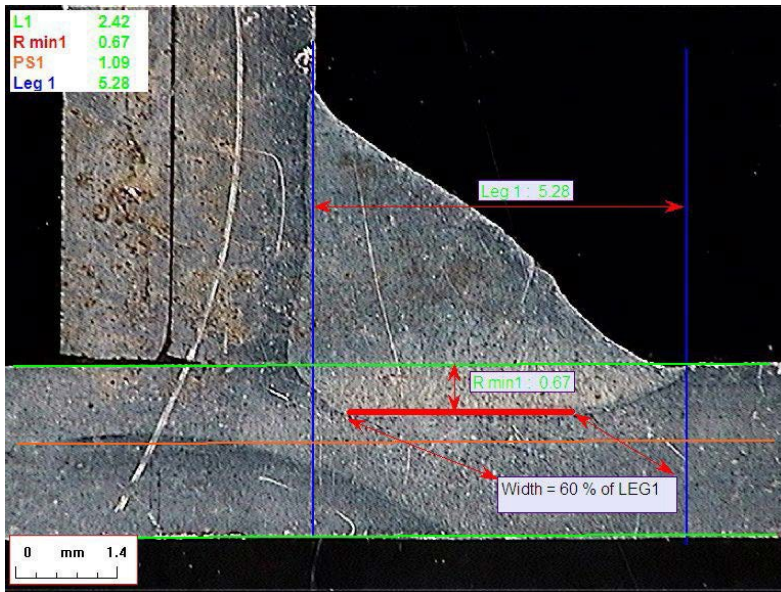 L1 2.42
R min1 0.67
PS1 1.09
Leg 1 5.28
Leg 1 : 5.28
R min1 : 0.67
Width = 60 % of LEG1
0 mm 1.4